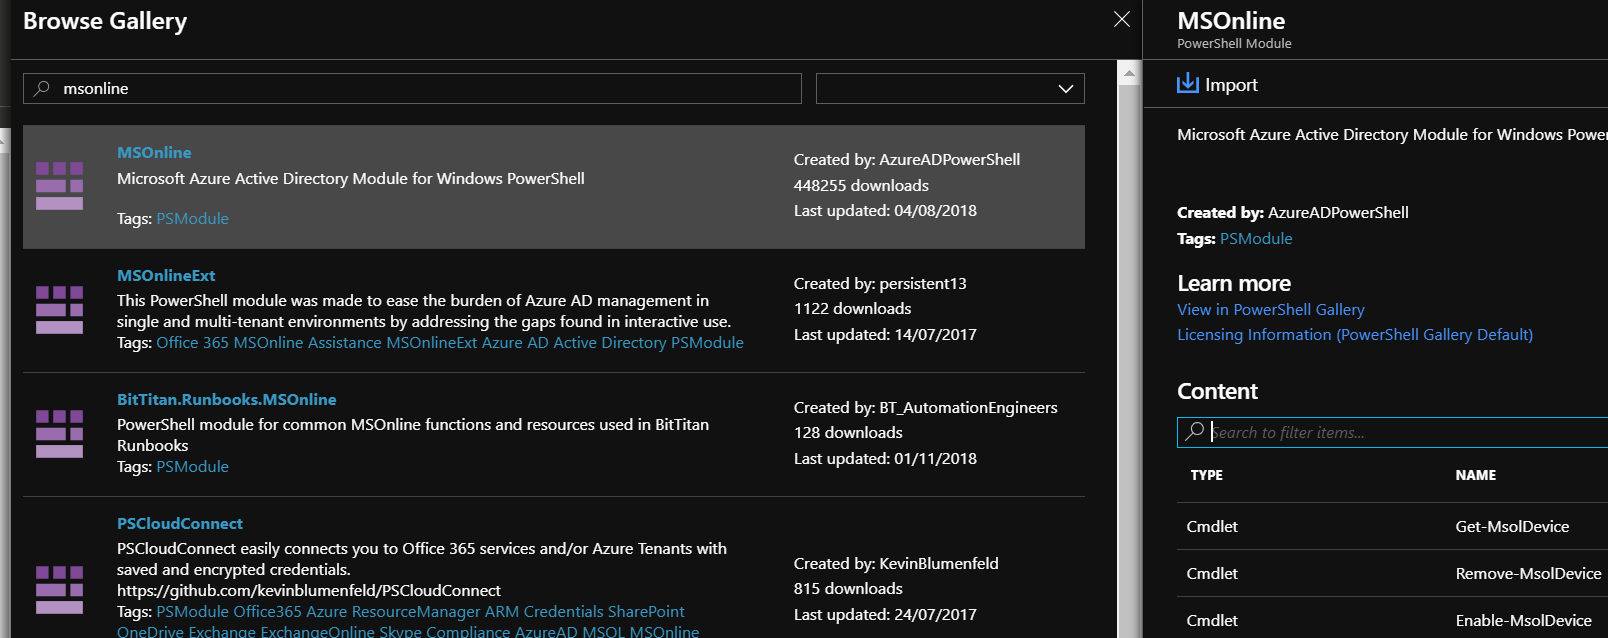 Browse Gallery
msonline
MSOnline
Microsoft Azure Active Directory Module for Windows PowerShell
Tags: PSModule
Created by: AzureADPowerShell
448255 downloads
Last updated: 04/08/2018
MSOnlineExt
This PowerShell module was made to ease the burden of Azure AD management in
single and multi-tenant environments by addressing the gaps found in interactive use.
Tags: Office 365 MSOnline Assistance MSOnlineExt Azure AD Active Directory PSModule
Created by: persistent13
1122 downloads
Last updated: 14/07/2017
BitTitan.Runbooks.MSOnline
PowerShell module for common MSOnline functions and resources used in BitTitan
Runbooks
Tags: PSModule
Created by: BT_AutomationEngineers
128 downloads
Last updated: 01/11/2018
PSCloudConnect
PSCloudConnect easily connects you to Office 365 services and/or Azure Tenants with
saved and encrypted credentials.
https://github.com/kevinblumenfeld/PSCloudConnect
Tags: PSModule Office365 Azure ResourceManager ARM Credentials SharePoint
OneDrive Exchange ExchangeOnline Skype Compliance AzureAD MSOL MSOnline
Created by: KevinBlumenfeld
815 downloads
Last updated: 24/07/2017
MSOnline
PowerShell Module
Import
Microsoft Azure Active Directory Module for Windows Power
Created by: AzureADPowerShell
Tags: PSModule
Learn more
View in PowerShell Gallery
Licensing Information (PowerShell Gallery Default)
Content
Search to filter items...
TYPE NAME
Cmdlet Get-MsolDevice
Cmdlet Remove-MsolDevice
Cmdlet Enable-MsolDevice